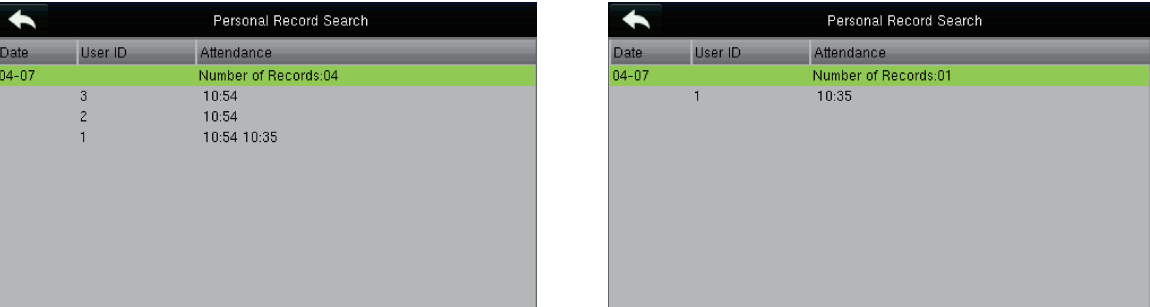 Personal Record Search
Date User ID Attendance
04-07 Number of Records:04
3 10:54
2 10:54
1 10:54 10:35
Personal Record Search
Date User ID Attendance
04-07 Number of Records:01
1 10:35